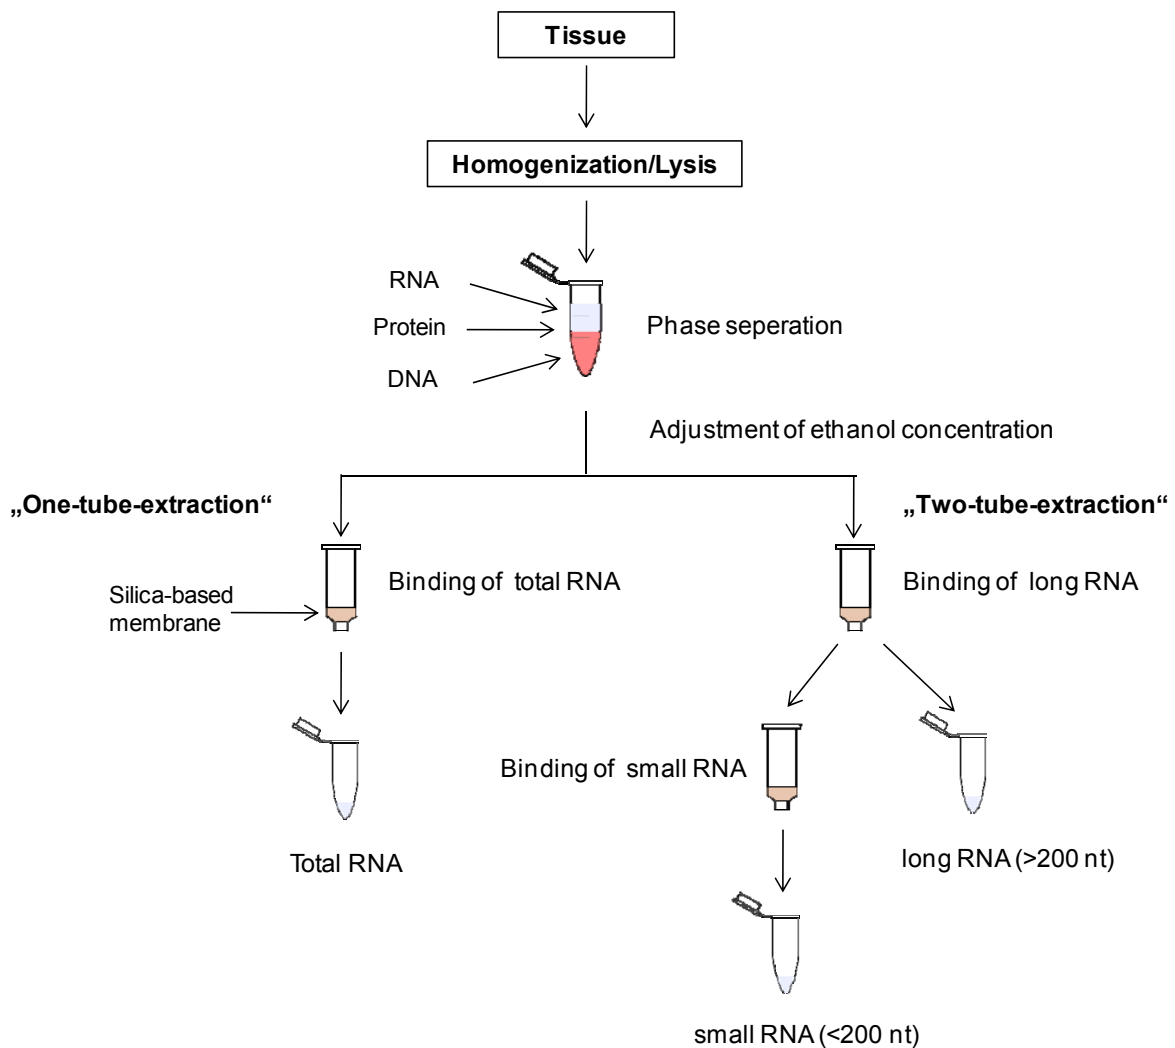 Tissue
Homogenization/Lysis
RNA
Protein
DNA
Phase seperation
Adjustment of ethanol concentration
„One-tube-extraction“
„Two-tube-extraction“
Silica-based
membrane
Binding of total RNA
Binding of long RNA
Binding of small RNA
Total RNA
long RNA (>200 nt)
small RNA (<200 nt)